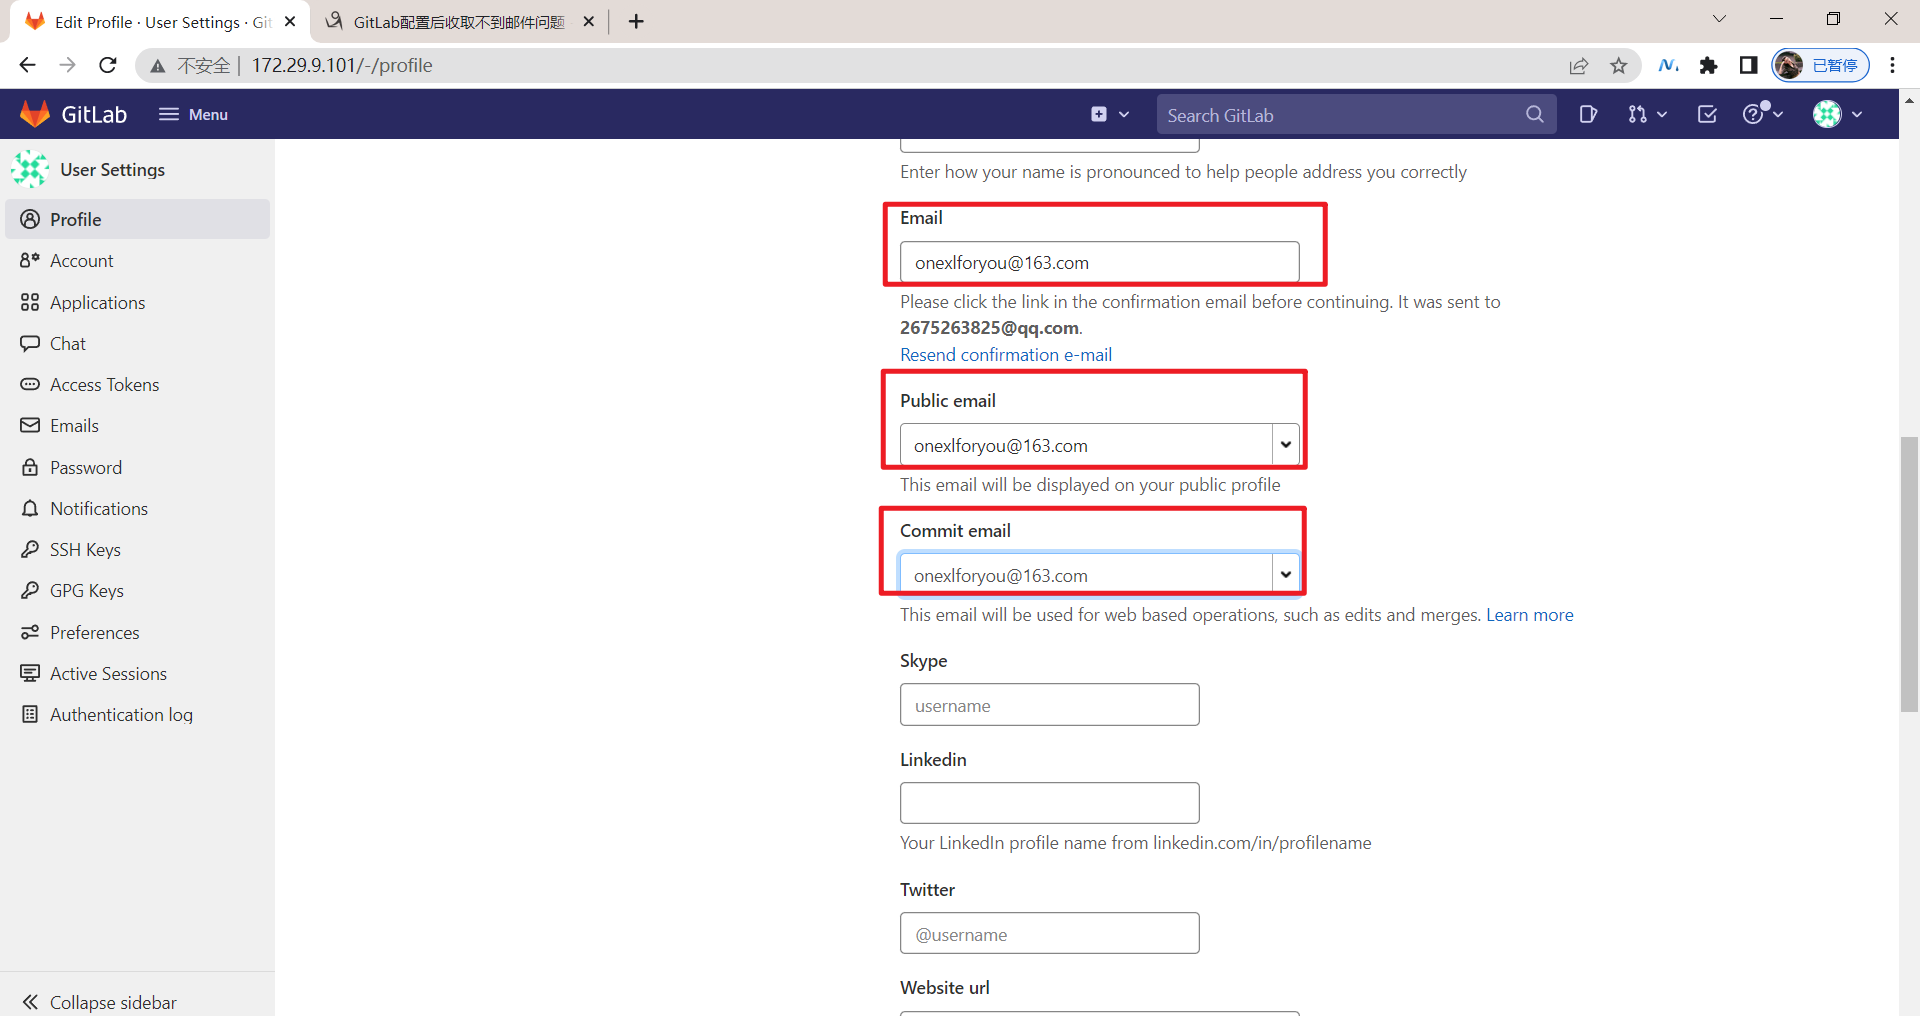 Edit Profile · User Settings · Git
GitLab配置后收取不到邮件问题
不安全 | 172.29.9.101/-/profile
已暂停
GitLab
Menu
Search GitLab
User Settings
Profile
Account
Applications
Chat
Access Tokens
Emails
Password
Notifications
SSH Keys
GPG Keys
Preferences
Active Sessions
Authentication log
Collapse sidebar
Enter how your name is pronounced to help people address you correctly
Email
onexlforyou@163.com
Please click the link in the confirmation email before continuing. It was sent to
2675263825@qq.com.
Resend confirmation e-mail
Public email
onexlforyou@163.com
This email will be displayed on your public profile
Commit email
onexlforyou@163.com
This email will be used for web based operations, such as edits and merges. Learn more
Skype
username
Linkedin
Your LinkedIn profile name from linkedin.com/in/profilename
Twitter
@username
Website url